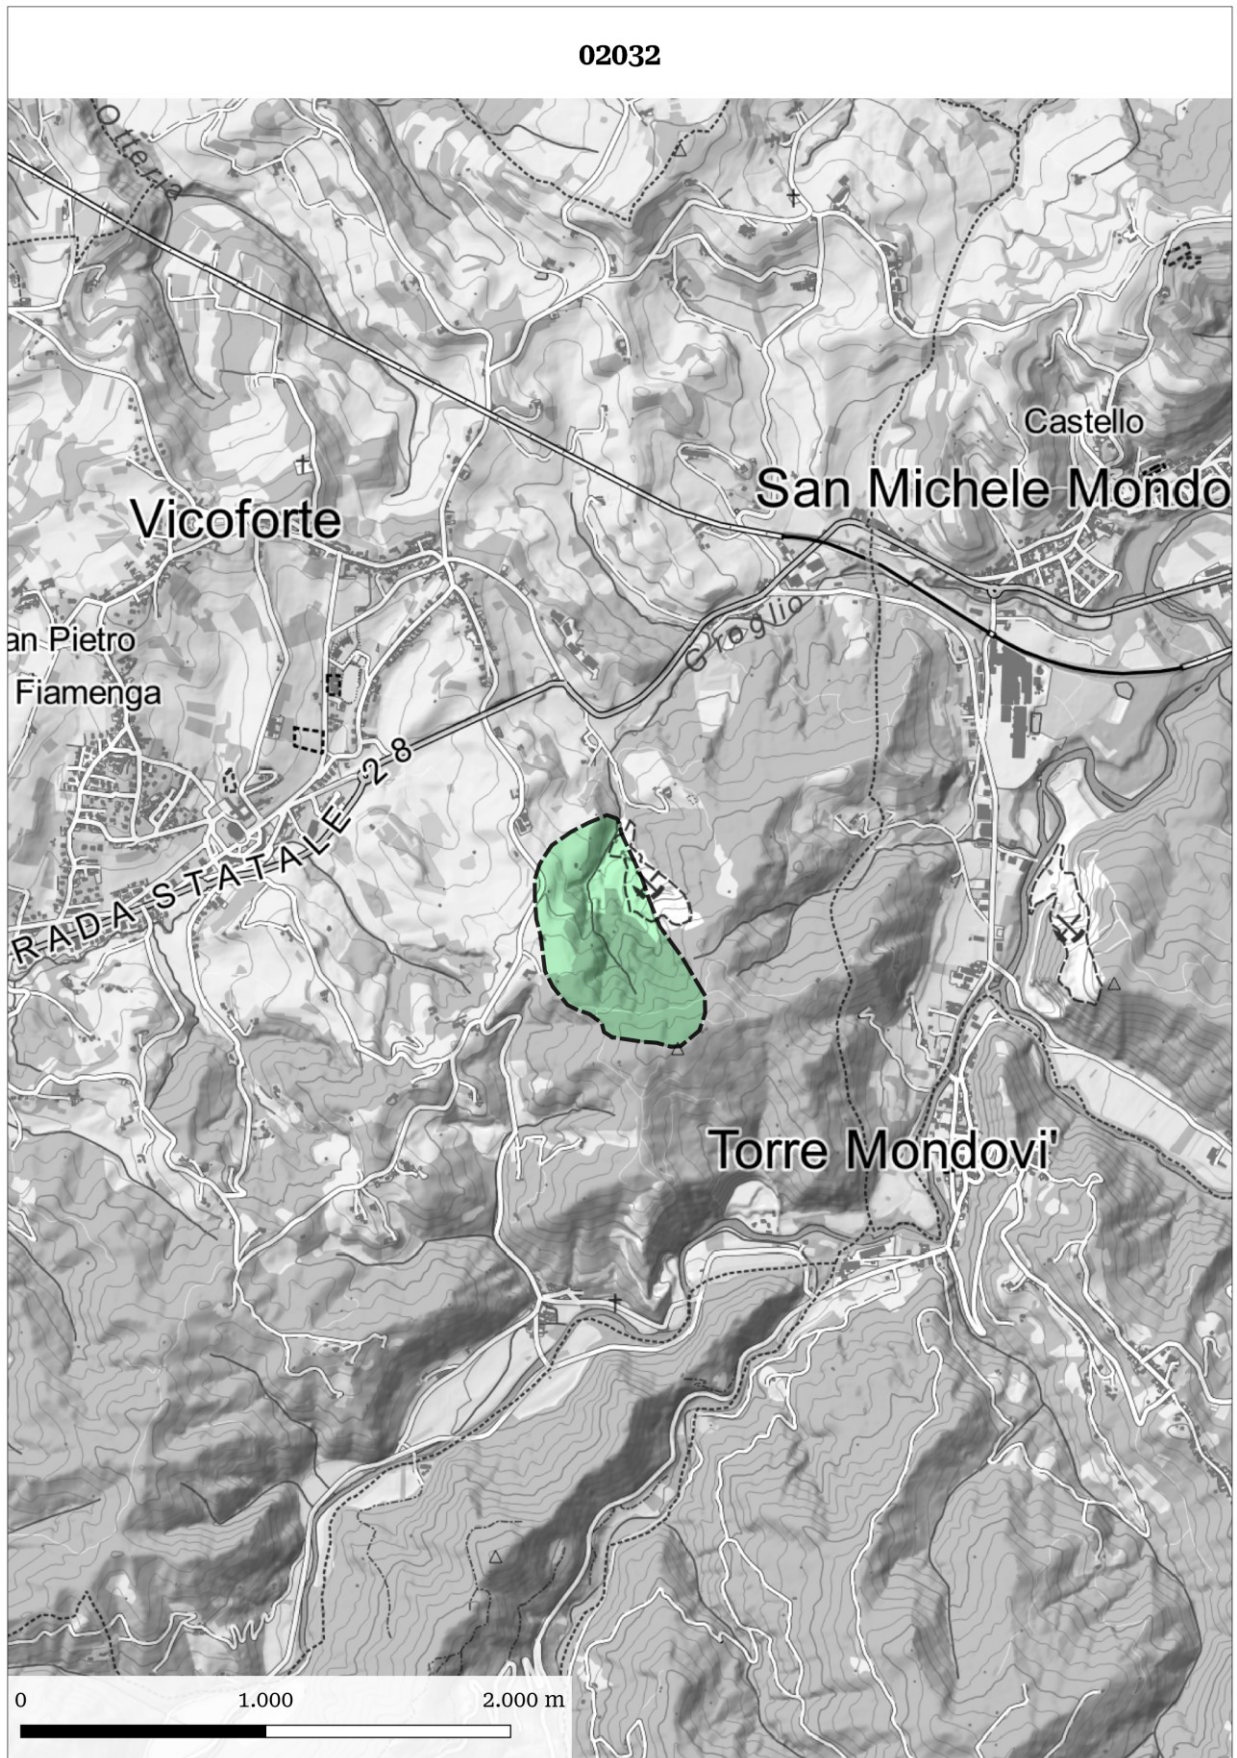 02032
Otteria
Castello
San Michele Mondo
Vicoforte
Groglio
an Pietro
Fiamenga
RADA STATALE 28
Torre Mondovi'
0 1.000 2.000 m